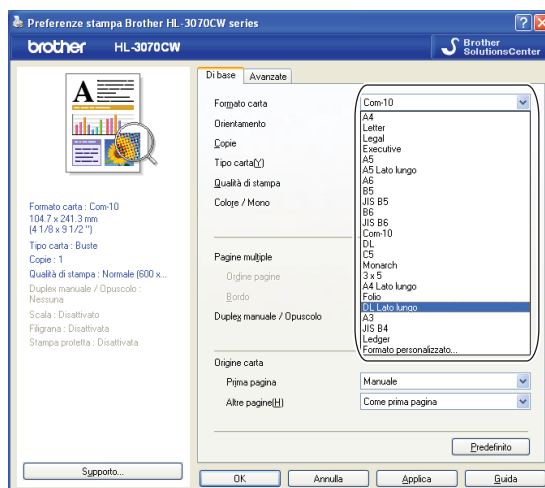 Preferenze stampa Brother HL-3070CW series
brother HL-3070CW
Brother
SolutionsCenter
Di base Avanzate
A
Formato carta : Com-10
104.7 x 241.3 mm
(4 1/8 x 9 1/2 ")
Tipo carta : Buste
Copie : 1
Qualità di stampa : Normale (600 x...
Duplex manuale / Opuscolo :
Nessuna
Scala : Disattivato
Filigrana : Disattivata
Stampa protetta : Disattivata
Supporto...
Formato carta
Com-10
Orientamento
Copie
Tipo carta(Y)
Qualità di stampa
Colore / Mono
A4
Letter
Legal
Executive
A5
A5 Lato lungo
A6
B5
JIS B5
B6
JIS B6
Com-10
DL
C5
Monarch
3 x 5
A4 Lato lungo
Folio
DL Lato lungo
A3
JIS B4
Ledger
Formato personalizzato...
Pagine multiple
Ordine pagine
Bordo
Duplex manuale / Opuscolo
Origine carta
Prima pagina Manuale
Altre pagine(H) Come prima pagina
Predefinito
OK Annulla Applica Guida